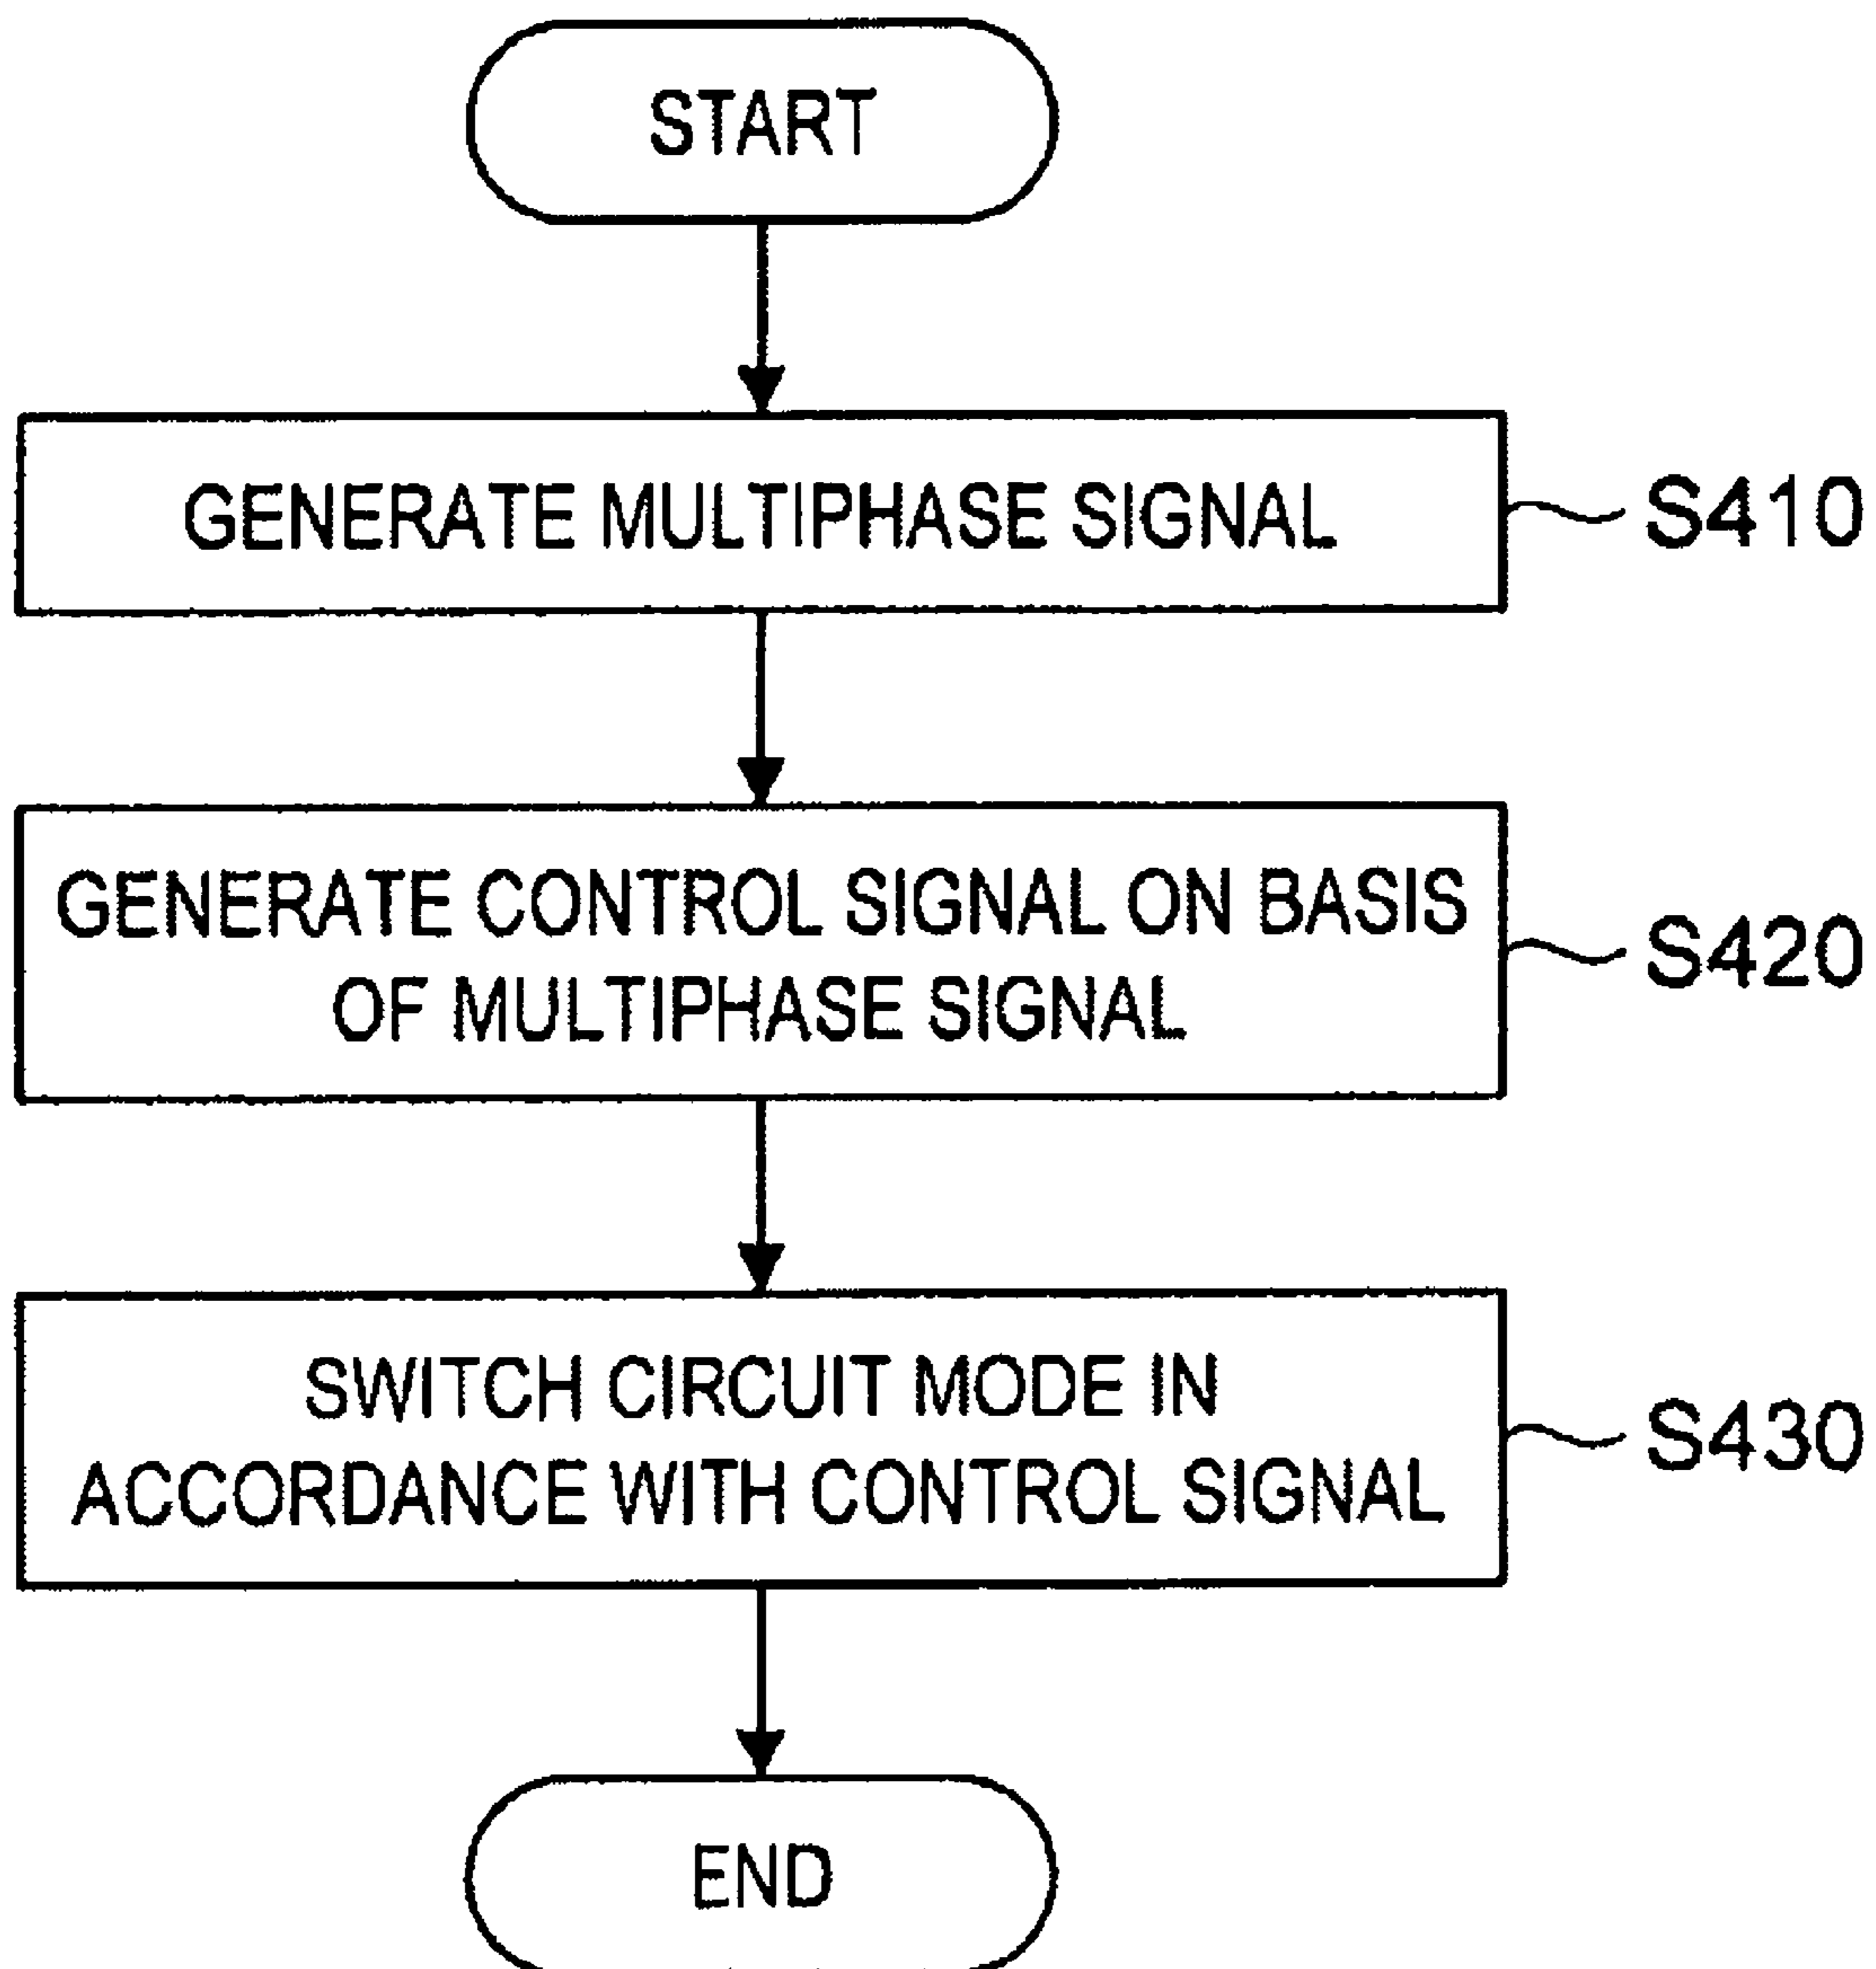 START
GENERATE MULTIPHASE SIGNAL
S410
GENERATE CONTROL SIGNAL ON BASIS
OF MULTIPHASE SIGNAL
S420
SWITCH CIRCUIT MODE IN
ACCORDANCE WITH CONTROL SIGNAL
S430
END